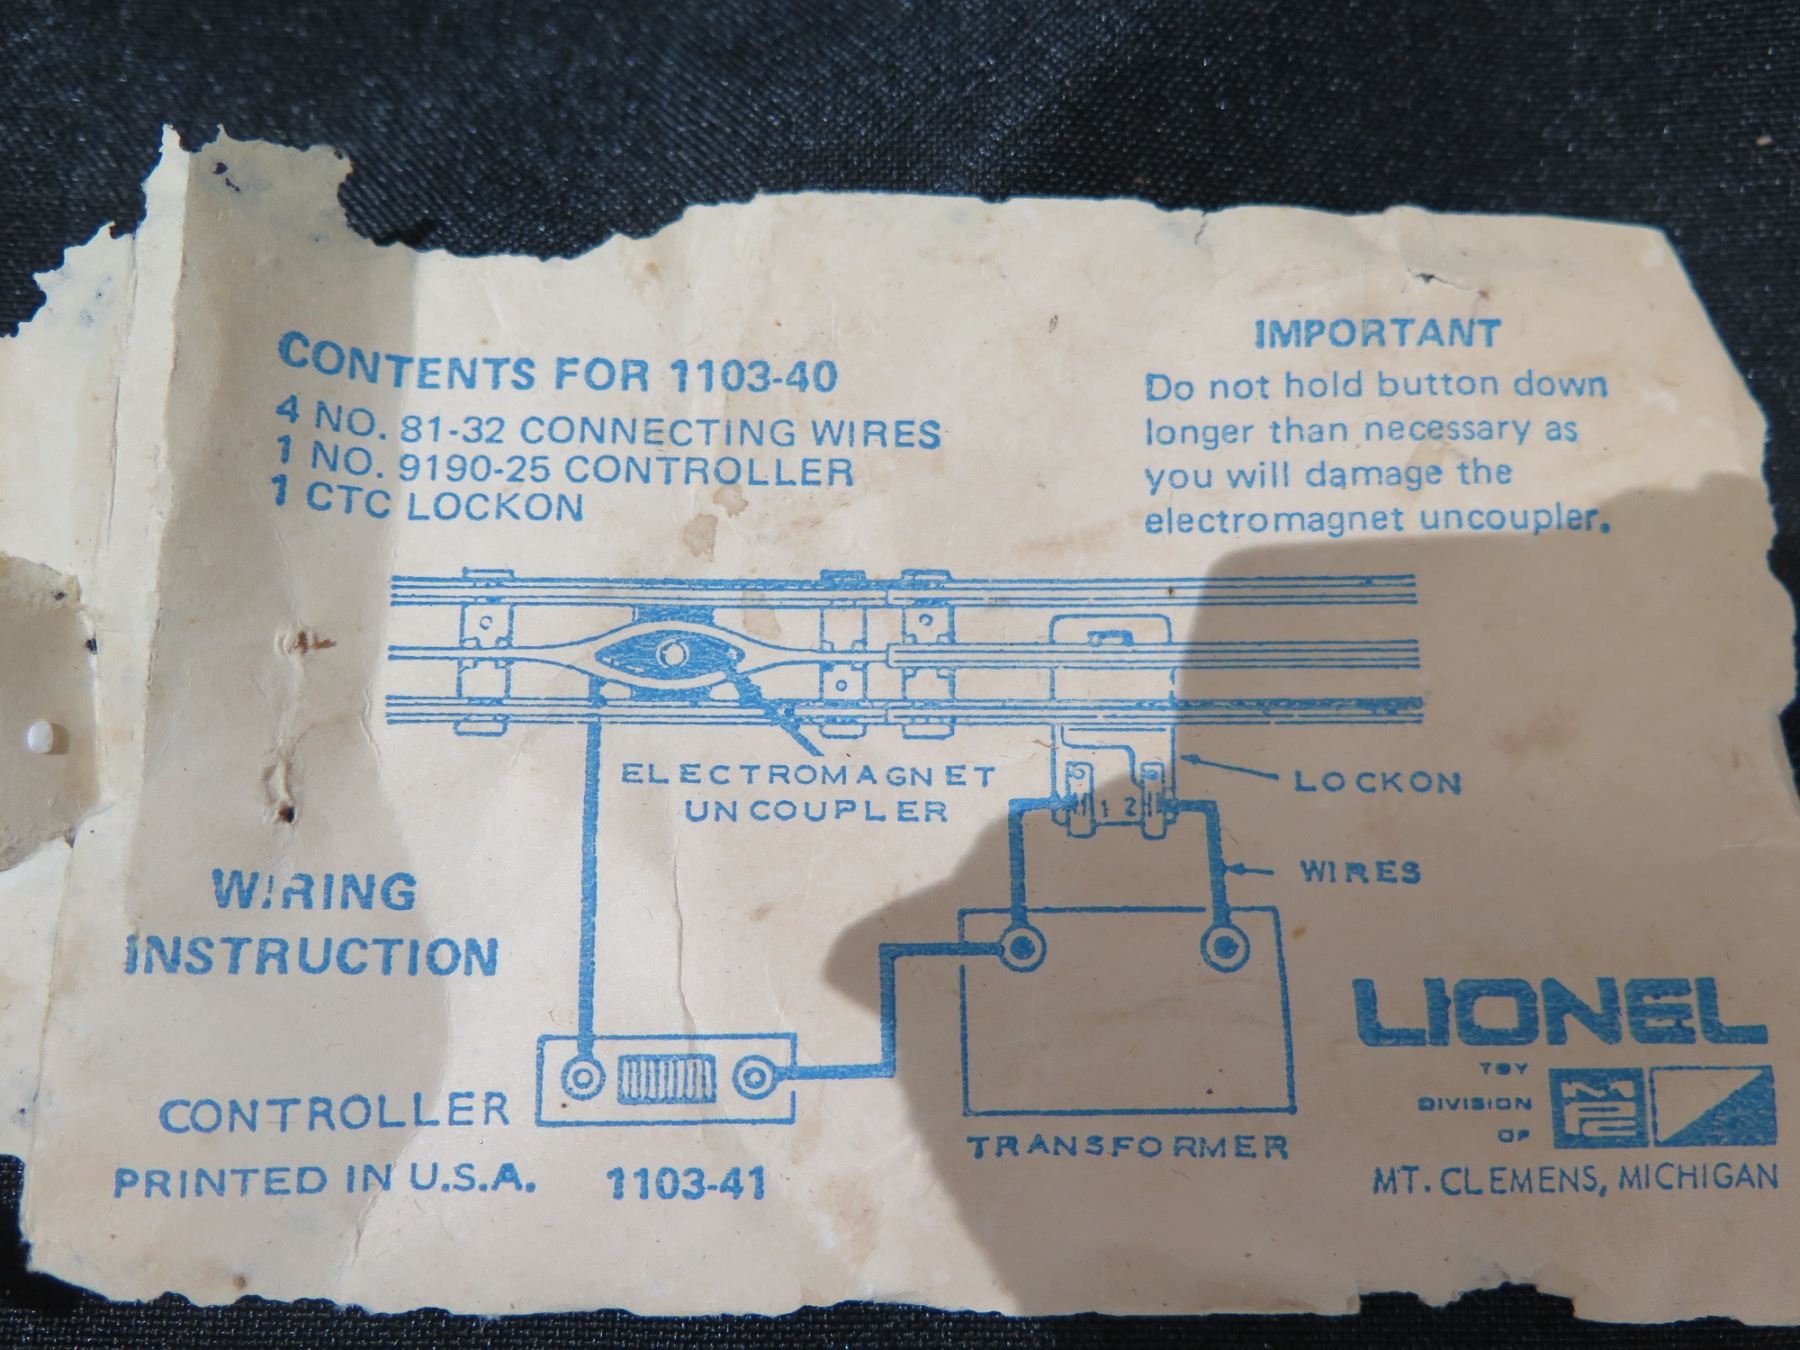 CONTENTS FOR 1103-40
4 NO. 81-32 CONNECTING WIRES
1 NO. 9190-25 CONTROLLER
1 CTC LOCKON
IMPORTANT
Do not hold button down
longer than necessary as
you will damage the
electromagnet uncoupler.
ELECTROMAGNET
UNCOUPLER
1 2
LOCKON
WIRES
WIRING
INSTRUCTION
CONTROLLER
TRANSFORMER
PRINTED IN U.S.A. 1103-41
LIONEL
TOY
DIVISION
OF
MPC
MT. CLEMENS, MICHIGAN